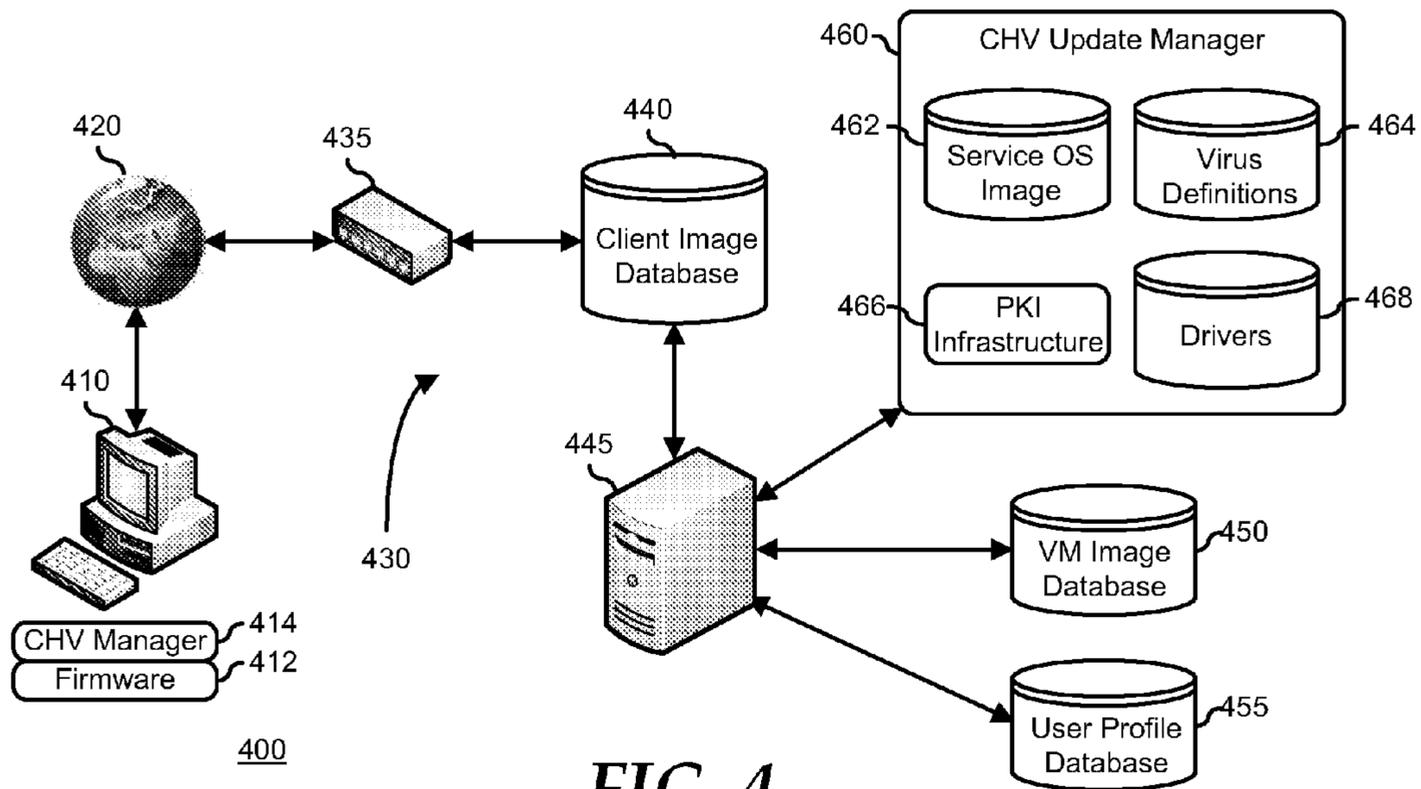 460
CHV Update Manager
462
Service OS
Image
464
Virus
Definitions
466
PKI
Infrastructure
468
Drivers
420
435
440
Client Image
Database
410
430
445
450
VM Image
Database
CHV Manager
414
Firmware
412
455
User Profile
Database
400
FIG. 4